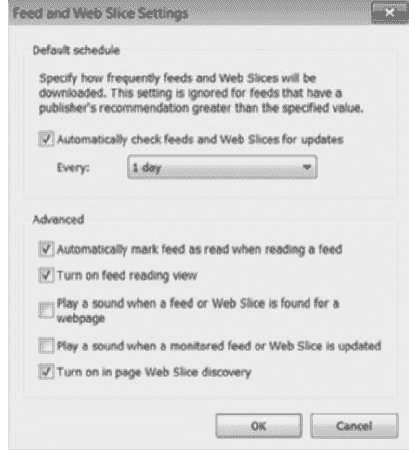 Feed and Web Slice Settings
Default schedule
Specify how frequently feeds and Web Slices will be
downloaded. This setting is ignored for feeds that have a
publisher's recommendation greater than the specified value.
Automatically check feeds and Web Slices for updates
Every: 1 day
Advanced
Automatically mark feed as read when reading a feed
Turn on feed reading view
Play a sound when a feed or Web Slice is found for a
webpage
Play a sound when a monitored feed or Web Slice is updated
Turn on in page Web Slice discovery
OK Cancel